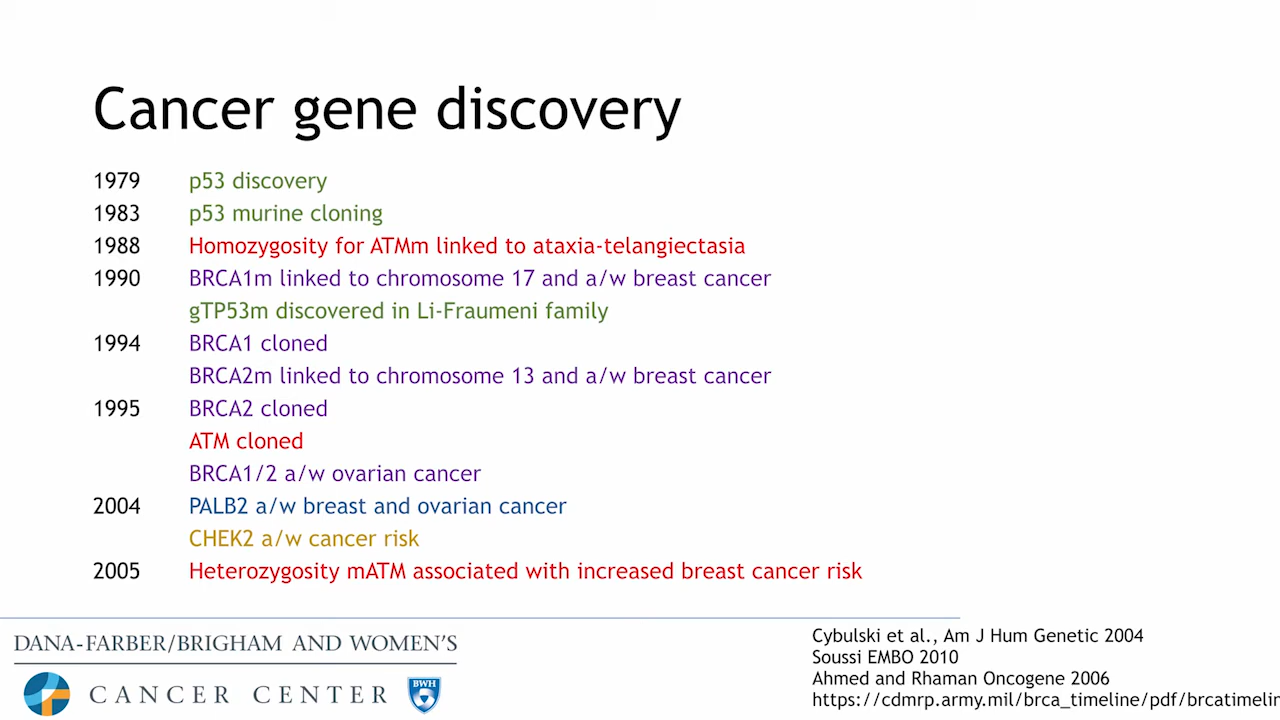 Cancer gene discovery
1979 p53 discovery
1983 p53 murine cloning
1988 Homozygosity for ATMm linked to ataxia-telangiectasia
1990 BRCA1m linked to chromosome 17 and a/w breast cancer
gTP53m discovered in Li-Fraumeni family
1994 BRCA1 cloned
BRCA2m linked to chromosome 13 and a/w breast cancer
1995 BRCA2 cloned
ATM cloned
BRCA1/2 a/w ovarian cancer
2004 PALB2 a/w breast and ovarian cancer
CHEK2 a/w cancer risk
2005 Heterozygosity mATM associated with increased breast cancer risk
DANA-FARBER/BRIGHAM AND WOMEN'S
CANCER CENTER
BWH
Cybulski et al., Am J Hum Genetic 2004
Soussi EMBO 2010
Ahmed and Rhaman Oncogene 2006
https://cdmrp.army.mil/brca_timeline/pdf/brcatimelin